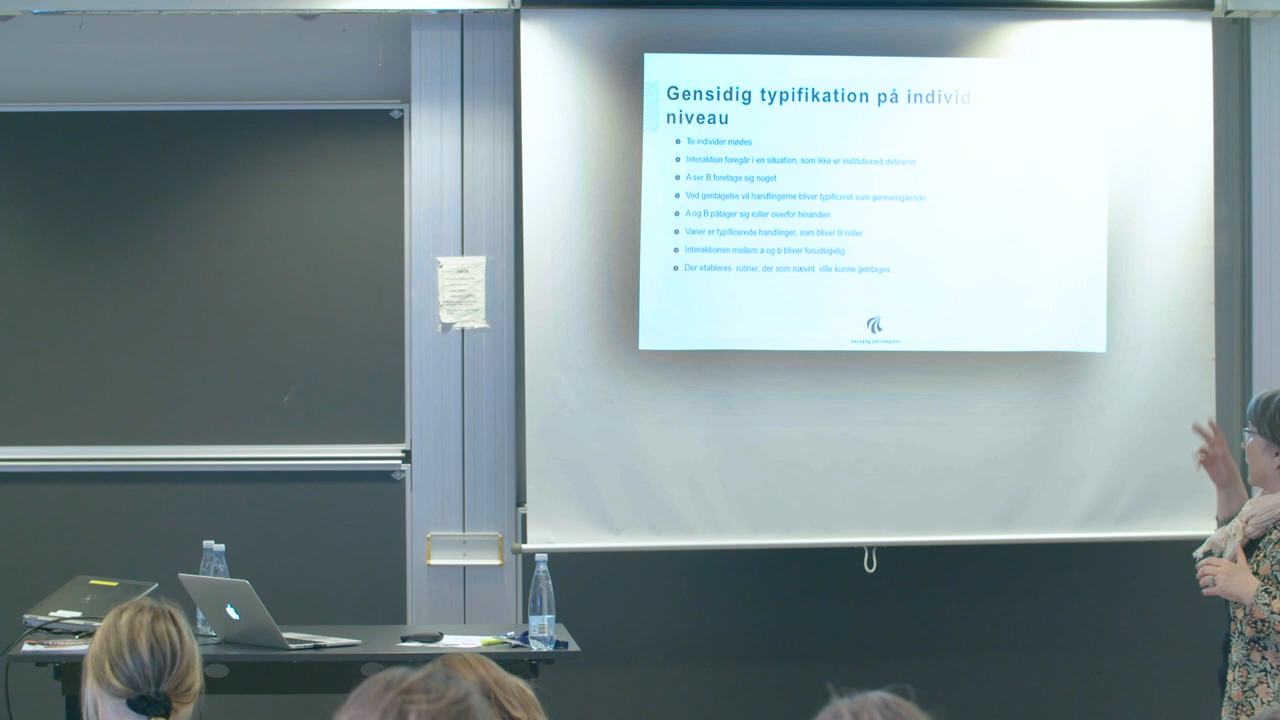 Gensidig typifikation på individ
niveau
To individer mødes
Interaktion foregår i en situation, som ikke er institutionelt defineret
A ser B foretage sig noget
Ved gentagelse vil handlingerne bliver typificeret som gennemgående
A og B påtager sig roller overfor hinanden
Vaner er typificerede handlinger, som bliver til roller
Interaktionen mellem a og b bliver forudsigelig
Der etableres rutiner, der som nævnt ville kunne gentages